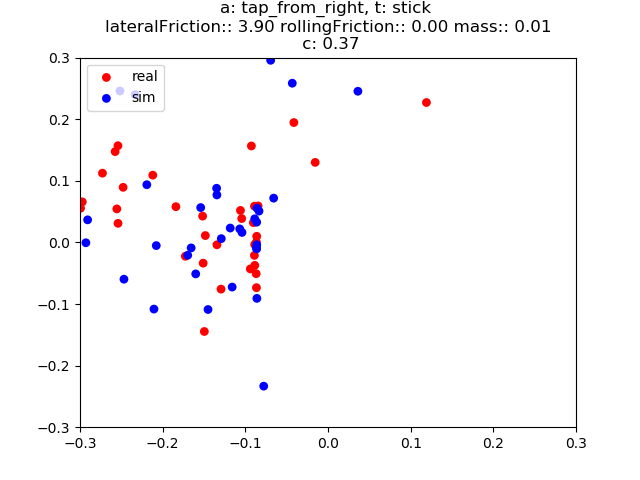 a: tap_from_right, t: stick
lateralFriction:: 3.90 rollingFriction:: 0.00 mass:: 0.01
c: 0.37
0.3
0.2
0.1
0.0
−0.1
−0.2
−0.3
real
sim
−0.3 −0.2 −0.1 0.0 0.1 0.2 0.3